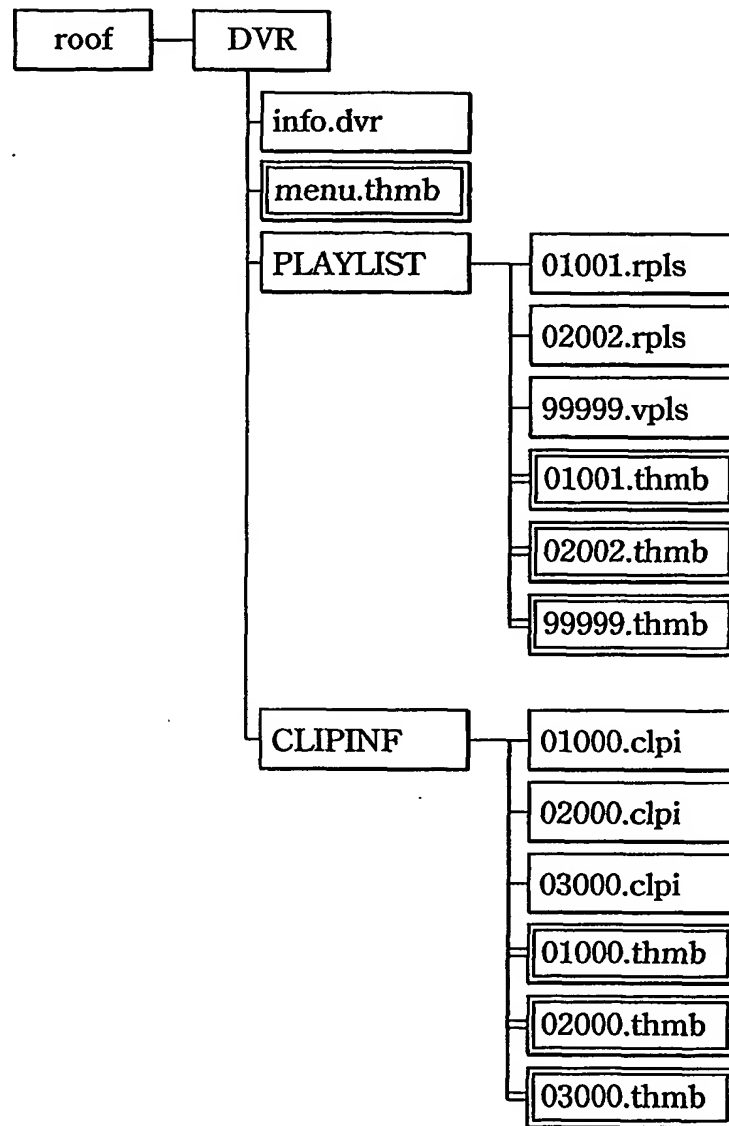 roof
DVR
info.dvr
menu.thmb
PLAYLIST
01001.rpls
02002.rpls
99999.vpls
01001.thmb
02002.thmb
99999.thmb
CLIPINF
01000.clpi
02000.clpi
03000.clpi
01000.thmb
02000.thmb
03000.thmb